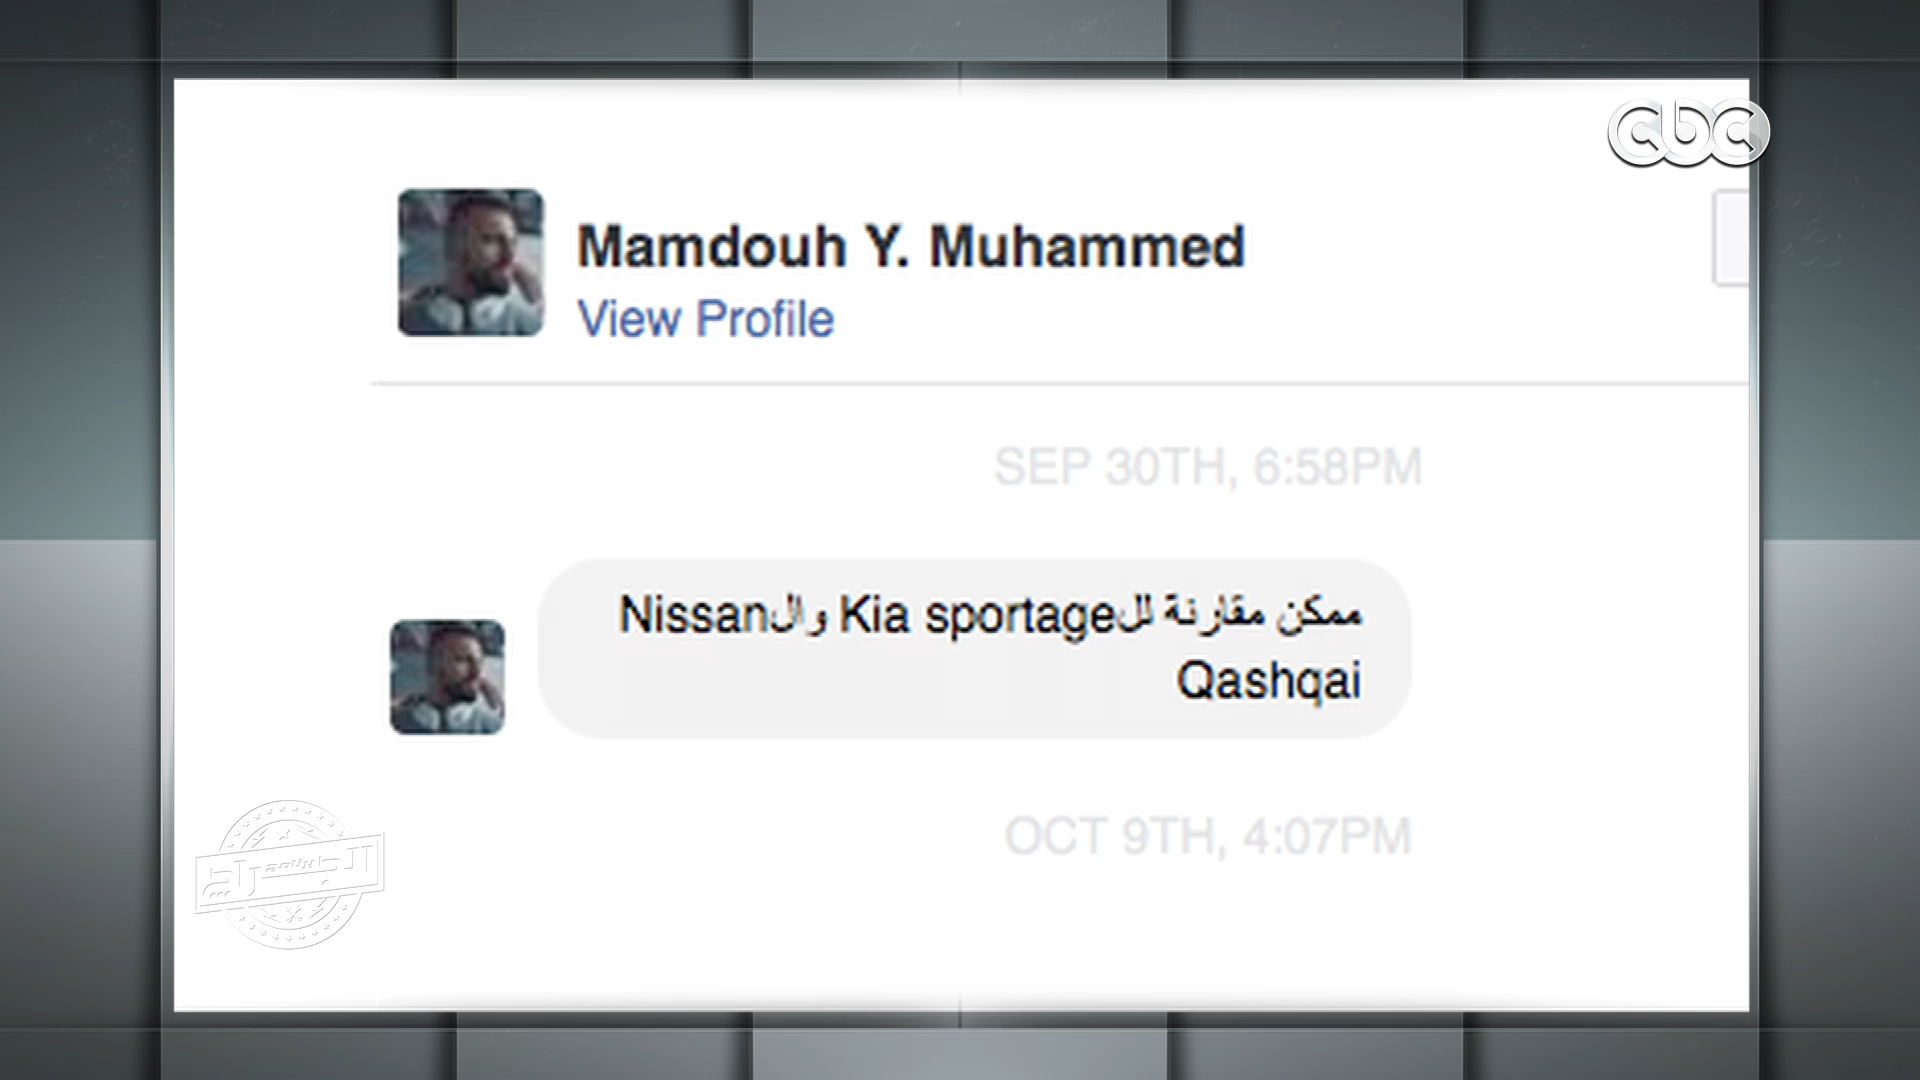 cbc
Mamdouh Y. Muhammed
View Profile
SEP 30TH, 6:58PM
ممكن مقارنة للKia sportage والNissan
Qashqai
OCT 9TH, 4:07PM